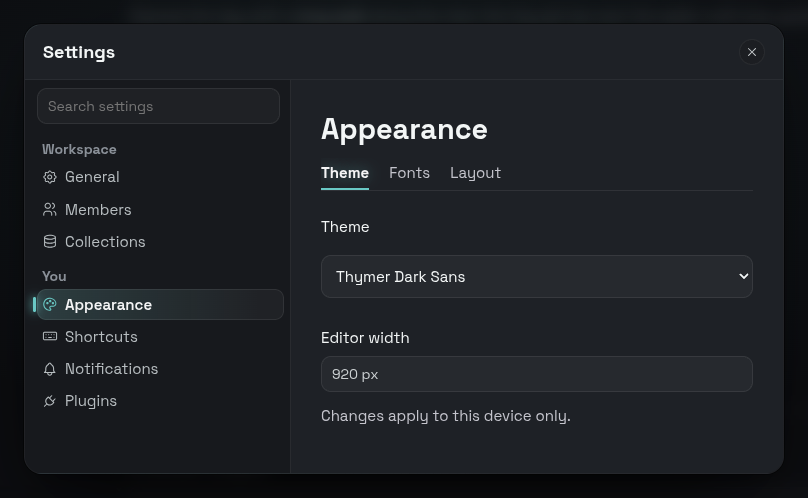 Settings
Search settings
Workspace
General
Members
Collections
You
Appearance
Shortcuts
Notifications
Plugins
Appearance
Theme Fonts Layout
Theme
Thymer Dark Sans
Editor width
920 px
Changes apply to this device only.